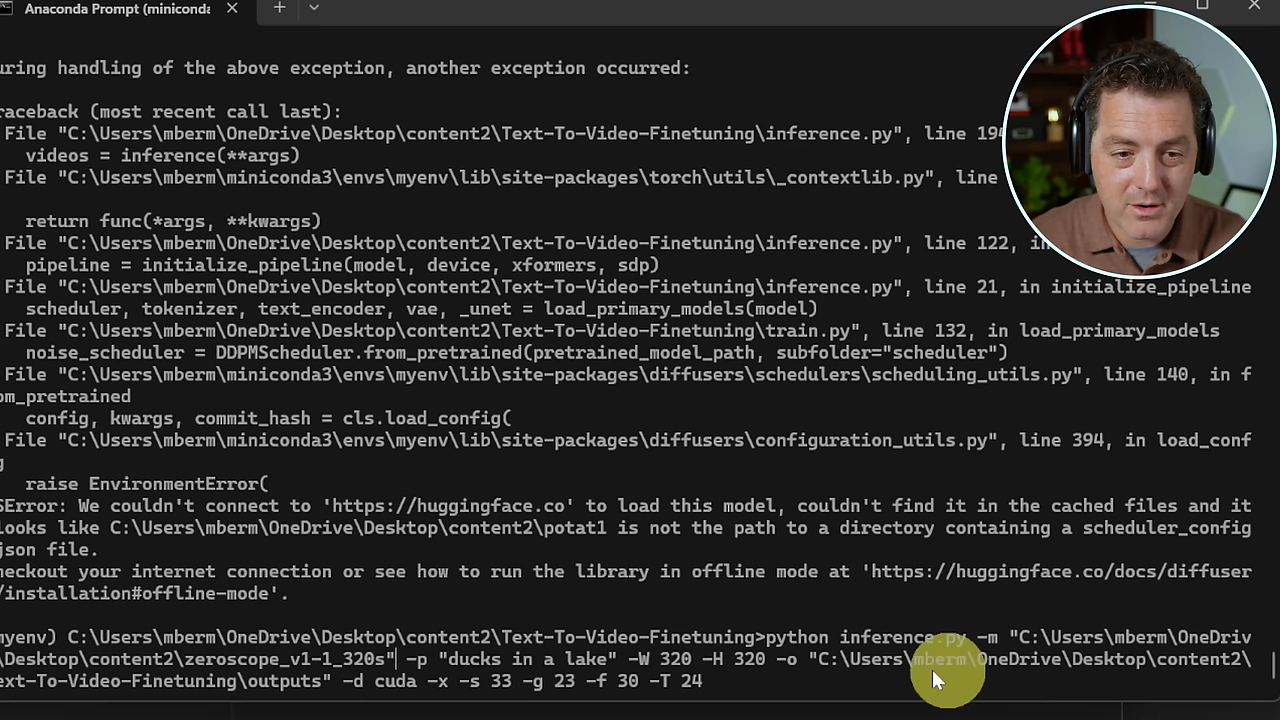 Anaconda Prompt (miniconda
uring handling of the above exception, another exception occurred:
raceback (most recent call last):
File "C:\Users\mberm\OneDrive\Desktop\content2\Text-To-Video-Finetuning\inference.py", line 194
videos = inference(**args)
File "C:\Users\mberm\miniconda3\envs\myenv\lib\site-packages\torch\utils\_contextlib.py", line
return func(*args, **kwargs)
File "C:\Users\mberm\OneDrive\Desktop\content2\Text-To-Video-Finetuning\inference.py", line 122, in
pipeline = initialize_pipeline(model, device, xformers, sdp)
File "C:\Users\mberm\OneDrive\Desktop\content2\Text-To-Video-Finetuning\inference.py", line 21, in initialize_pipeline
scheduler, tokenizer, text_encoder, vae, _unet = load_primary_models(model)
File "C:\Users\mberm\OneDrive\Desktop\content2\Text-To-Video-Finetuning\train.py", line 132, in load_primary_models
noise_scheduler = DDPMScheduler.from_pretrained(pretrained_model_path, subfolder="scheduler")
File "C:\Users\mberm\miniconda3\envs\myenv\lib\site-packages\diffusers\schedulers\scheduling_utils.py", line 140, in f
om_pretrained
config, kwargs, commit_hash = cls.load_config(
File "C:\Users\mberm\miniconda3\envs\myenv\lib\site-packages\diffusers\configuration_utils.py", line 394, in load_conf
g
raise EnvironmentError(
SError: We couldn't connect to 'https://huggingface.co' to load this model, couldn't find it in the cached files and it
looks like C:\Users\mberm\OneDrive\Desktop\content2\potat1 is not the path to a directory containing a scheduler_config
json file.
heckout your internet connection or see how to run the library in offline mode at 'https://huggingface.co/docs/diffuser
/installation#offline-mode'.
myenv) C:\Users\mberm\OneDrive\Desktop\content2\Text-To-Video-Finetuning>python inference.py -m "C:\Users\mberm\OneDriv
\Desktop\content2\zeroscope_v1-1_320s" -p "ducks in a lake" -W 320 -H 320 -o "C:\Users\mberm\OneDrive\Desktop\content2\
ext-To-Video-Finetuning\outputs" -d cuda -x -s 33 -g 23 -f 30 -T 24